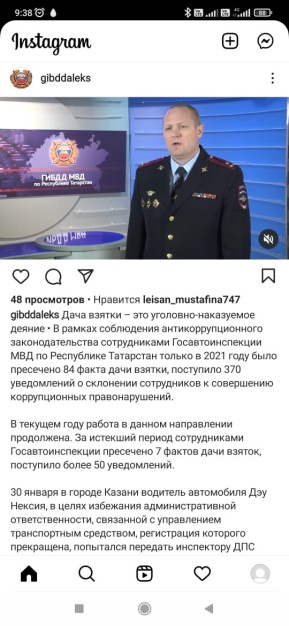 9:38
88
Instagram
gibddaleks
ГИБДД МВД
по Республике Татарстан
48 просмотров • Нравится leisan_mustafina747
gibddaleks Дача взятки – это уголовно-наказуемое
деяние • В рамках соблюдения антикоррупционного
законодательства сотрудниками Госавтоинспекции
МВД по Республике Татарстан только в 2021 году было
пресечено 84 факта дачи взятки, поступило 370
уведомлений о склонении сотрудников к совершению
коррупционных правонарушений.
В текущем году работа в данном направлении
продолжена. За истекший период сотрудниками
Госавтоинспекции пресечено 7 фактов дачи взяток,
поступило более 50 уведомлений.
30 января в городе Казани водитель автомобиля Дэу
Нексия, в целях избежания административной
ответственности, связанной с управлением
транспортным средством, регистрация которого
прекращена, попытался передать инспектору ДПС